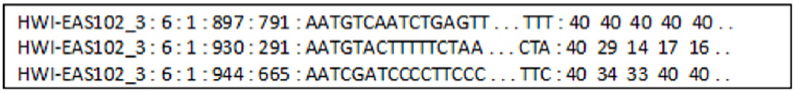 HWI-EAS102_3 : 6 : 1 : 897 : 791 : AATGTCAATCTGAGTT . . . TTT : 40 40 40 40 40 . .
HWI-EAS102_3 : 6 : 1 : 930 : 291 : AATGTACTTTTTCTAA . . . CTA : 40 29 14 17 16 . .
HWI-EAS102_3 : 6 : 1 : 944 : 665 : AATCGATCCCCTTCCC . . . TTC : 40 34 33 40 40 . .